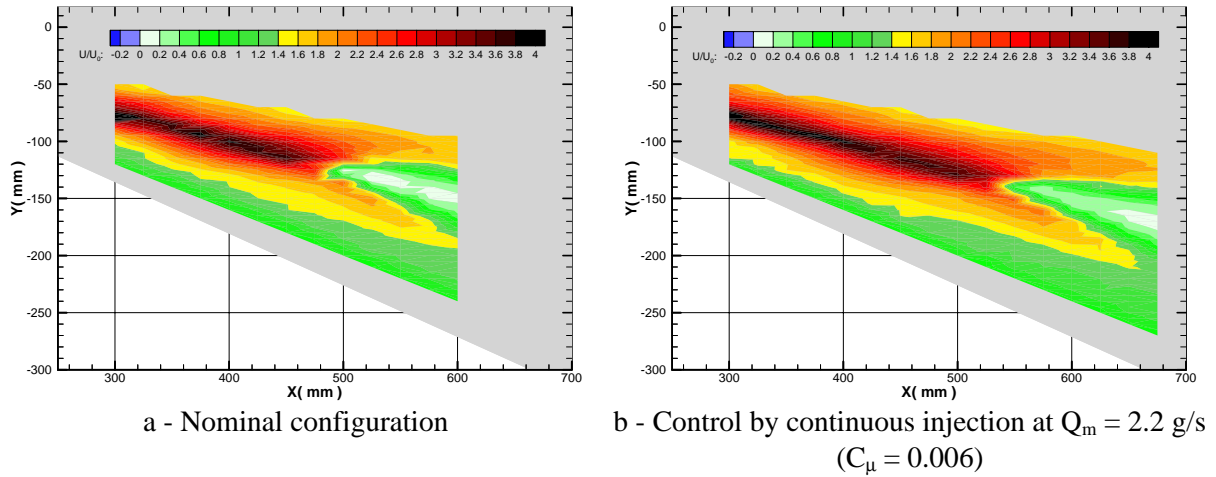 0
-50
-100
-150
-200
-250
-300
Y( mm )
U/U0: -0.2 0 0.2 0.4 0.6 0.8 1 1.2 1.4 1.6 1.8 2 2.2 2.4 2.6 2.8 3 3.2 3.4 3.6 3.8 4
300 400 500 600 700
X( mm )
a - Nominal configuration
0
-50
-100
-150
-200
-250
-300
Y( mm )
U/U0: -0.2 0 0.2 0.4 0.6 0.8 1 1.2 1.4 1.6 1.8 2 2.2 2.4 2.6 2.8 3 3.2 3.4 3.6 3.8 4
300 400 500 600 700
X( mm )
b - Control by continuous injection at Qm = 2.2 g/s
(Cμ = 0.006)